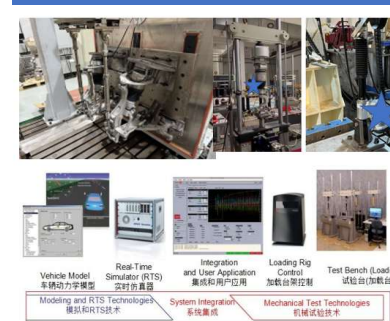 Vehicle Model
车辆动力学模型
Real-Time
Simulator (RTS)
实时仿真器
Integration
and User Application
集成和用户应用
Loading Rig
Control
加载台架控制
Test Bench (Load
试验台(加载台
Modeling and RTS Technologies
模拟和RTS技术
System Integration
系统集成
Mechanical Test Technologies
机械试验技术